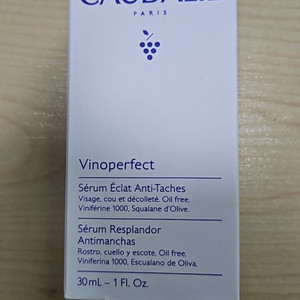 CAUDALIE
PARIS
Vinoperfect
Sérum Éclat Anti-Taches
Visage, cou et décolleté. Oil free.
Viniférine 1000, Squalane d'Olive.
Sérum Resplandor
Antimanchas
Rostro, cuello y escote. Oil free.
Viniferina 1000, Escualano de Oliva.
30mL – 1 Fl. Oz.